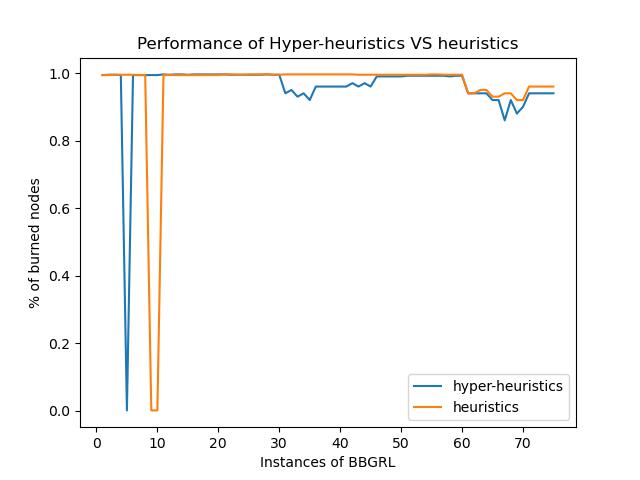 Performance of Hyper-heuristics VS heuristics
1.0
0.8
0.6
0.4
0.2
0.0
% of burned nodes
0 10 20 30 40 50 60 70
Instances of BBGRL
hyper-heuristics
heuristics